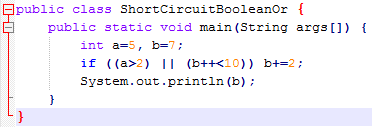 public class ShortCircuitBooleanOr {
    public static void main(String args[]) {
        int a=5, b=7;
        if ((a>2) || (b++<10)) b+=2;
        System.out.println(b);
    }
}